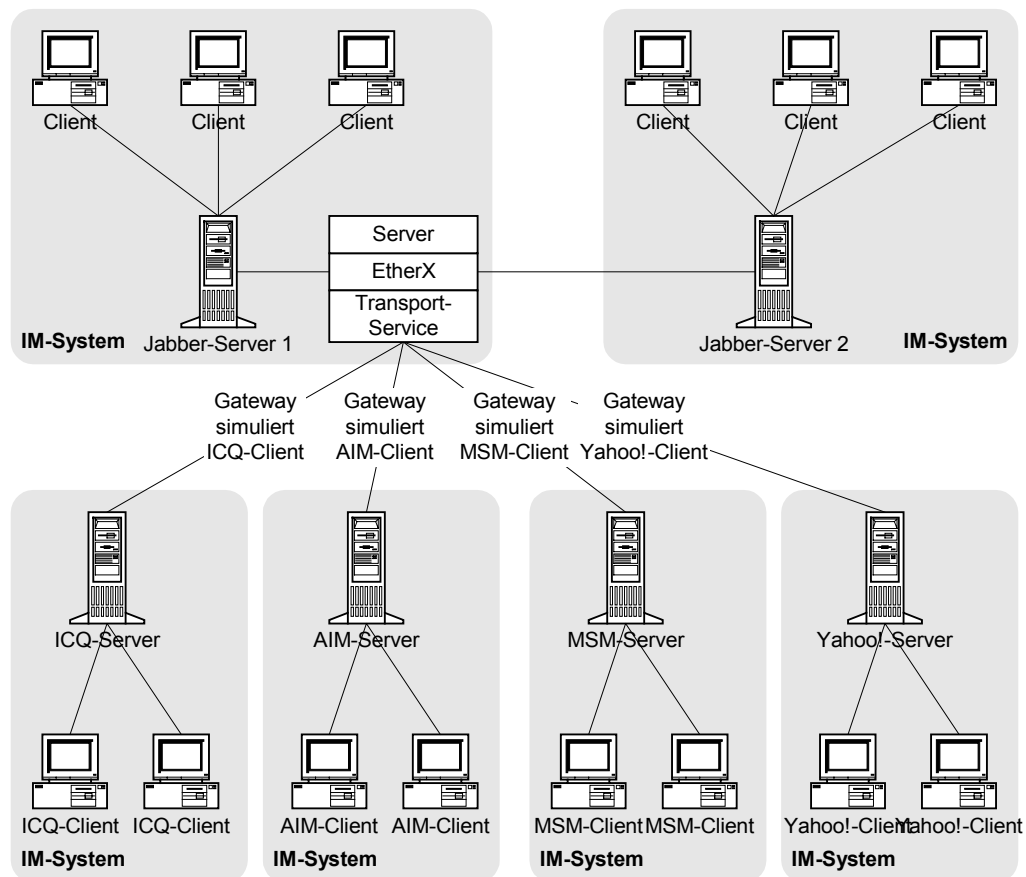 Client
Client
Client
Client
Client
Client
Server
EtherX
Transport-
Service
IM-System
Jabber-Server 1
Jabber-Server 2
IM-System
Gateway
simuliert
ICQ-Client
Gateway
simuliert
AIM-Client
Gateway
simuliert
MSM-Client
Gateway
simuliert
Yahoo!-Client
ICQ-Server
AIM-Server
MSM-Server
Yahoo!-Server
ICQ-Client
ICQ-Client
AIM-Client
AIM-Client
MSM-Client
MSM-Client
Yahoo!-Client
Yahoo!-Client
IM-System
IM-System
IM-System
IM-System